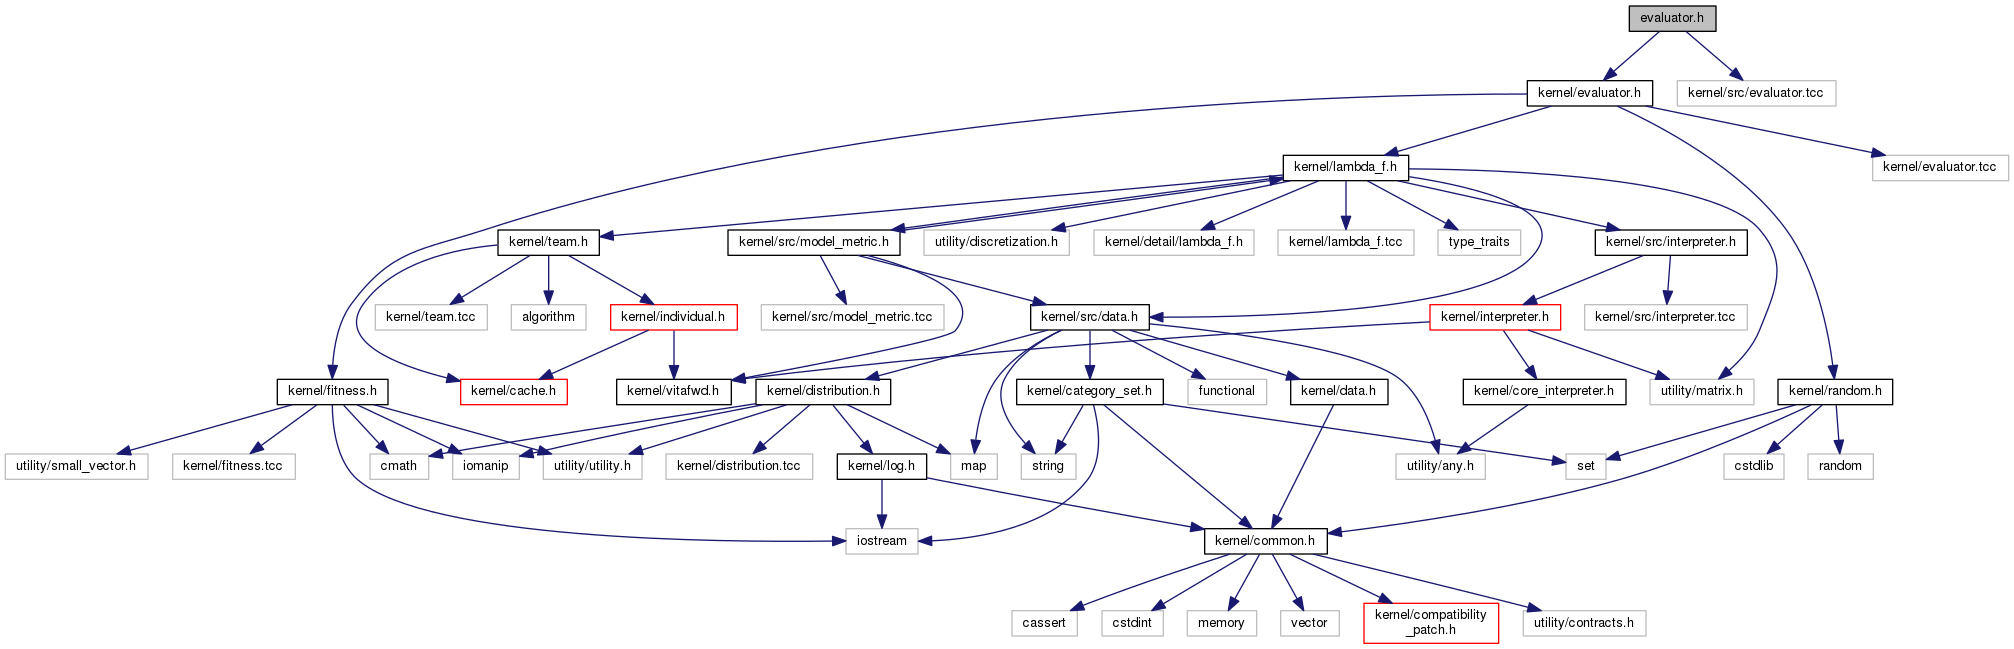 evaluator.h
kernel/evaluator.h
kernel/src/evaluator.tcc
kernel/lambda_f.h
kernel/evaluator.tcc
kernel/team.h
kernel/src/model_metric.h
utility/discretization.h
kernel/detail/lambda_f.h
kernel/lambda_f.tcc
type_traits
kernel/src/interpreter.h
kernel/team.tcc
algorithm
kernel/individual.h
kernel/src/model_metric.tcc
kernel/src/data.h
kernel/interpreter.h
kernel/src/interpreter.tcc
kernel/fitness.h
kernel/cache.h
kernel/vitafwd.h
kernel/distribution.h
kernel/category_set.h
functional
kernel/data.h
kernel/core_interpreter.h
utility/matrix.h
kernel/random.h
utility/small_vector.h
kernel/fitness.tcc
cmath
iomanip
utility/utility.h
kernel/distribution.tcc
kernel/log.h
map
string
utility/any.h
set
cstdlib
random
iostream
kernel/common.h
cassert
cstdint
memory
vector
kernel/compatibility
_patch.h
utility/contracts.h